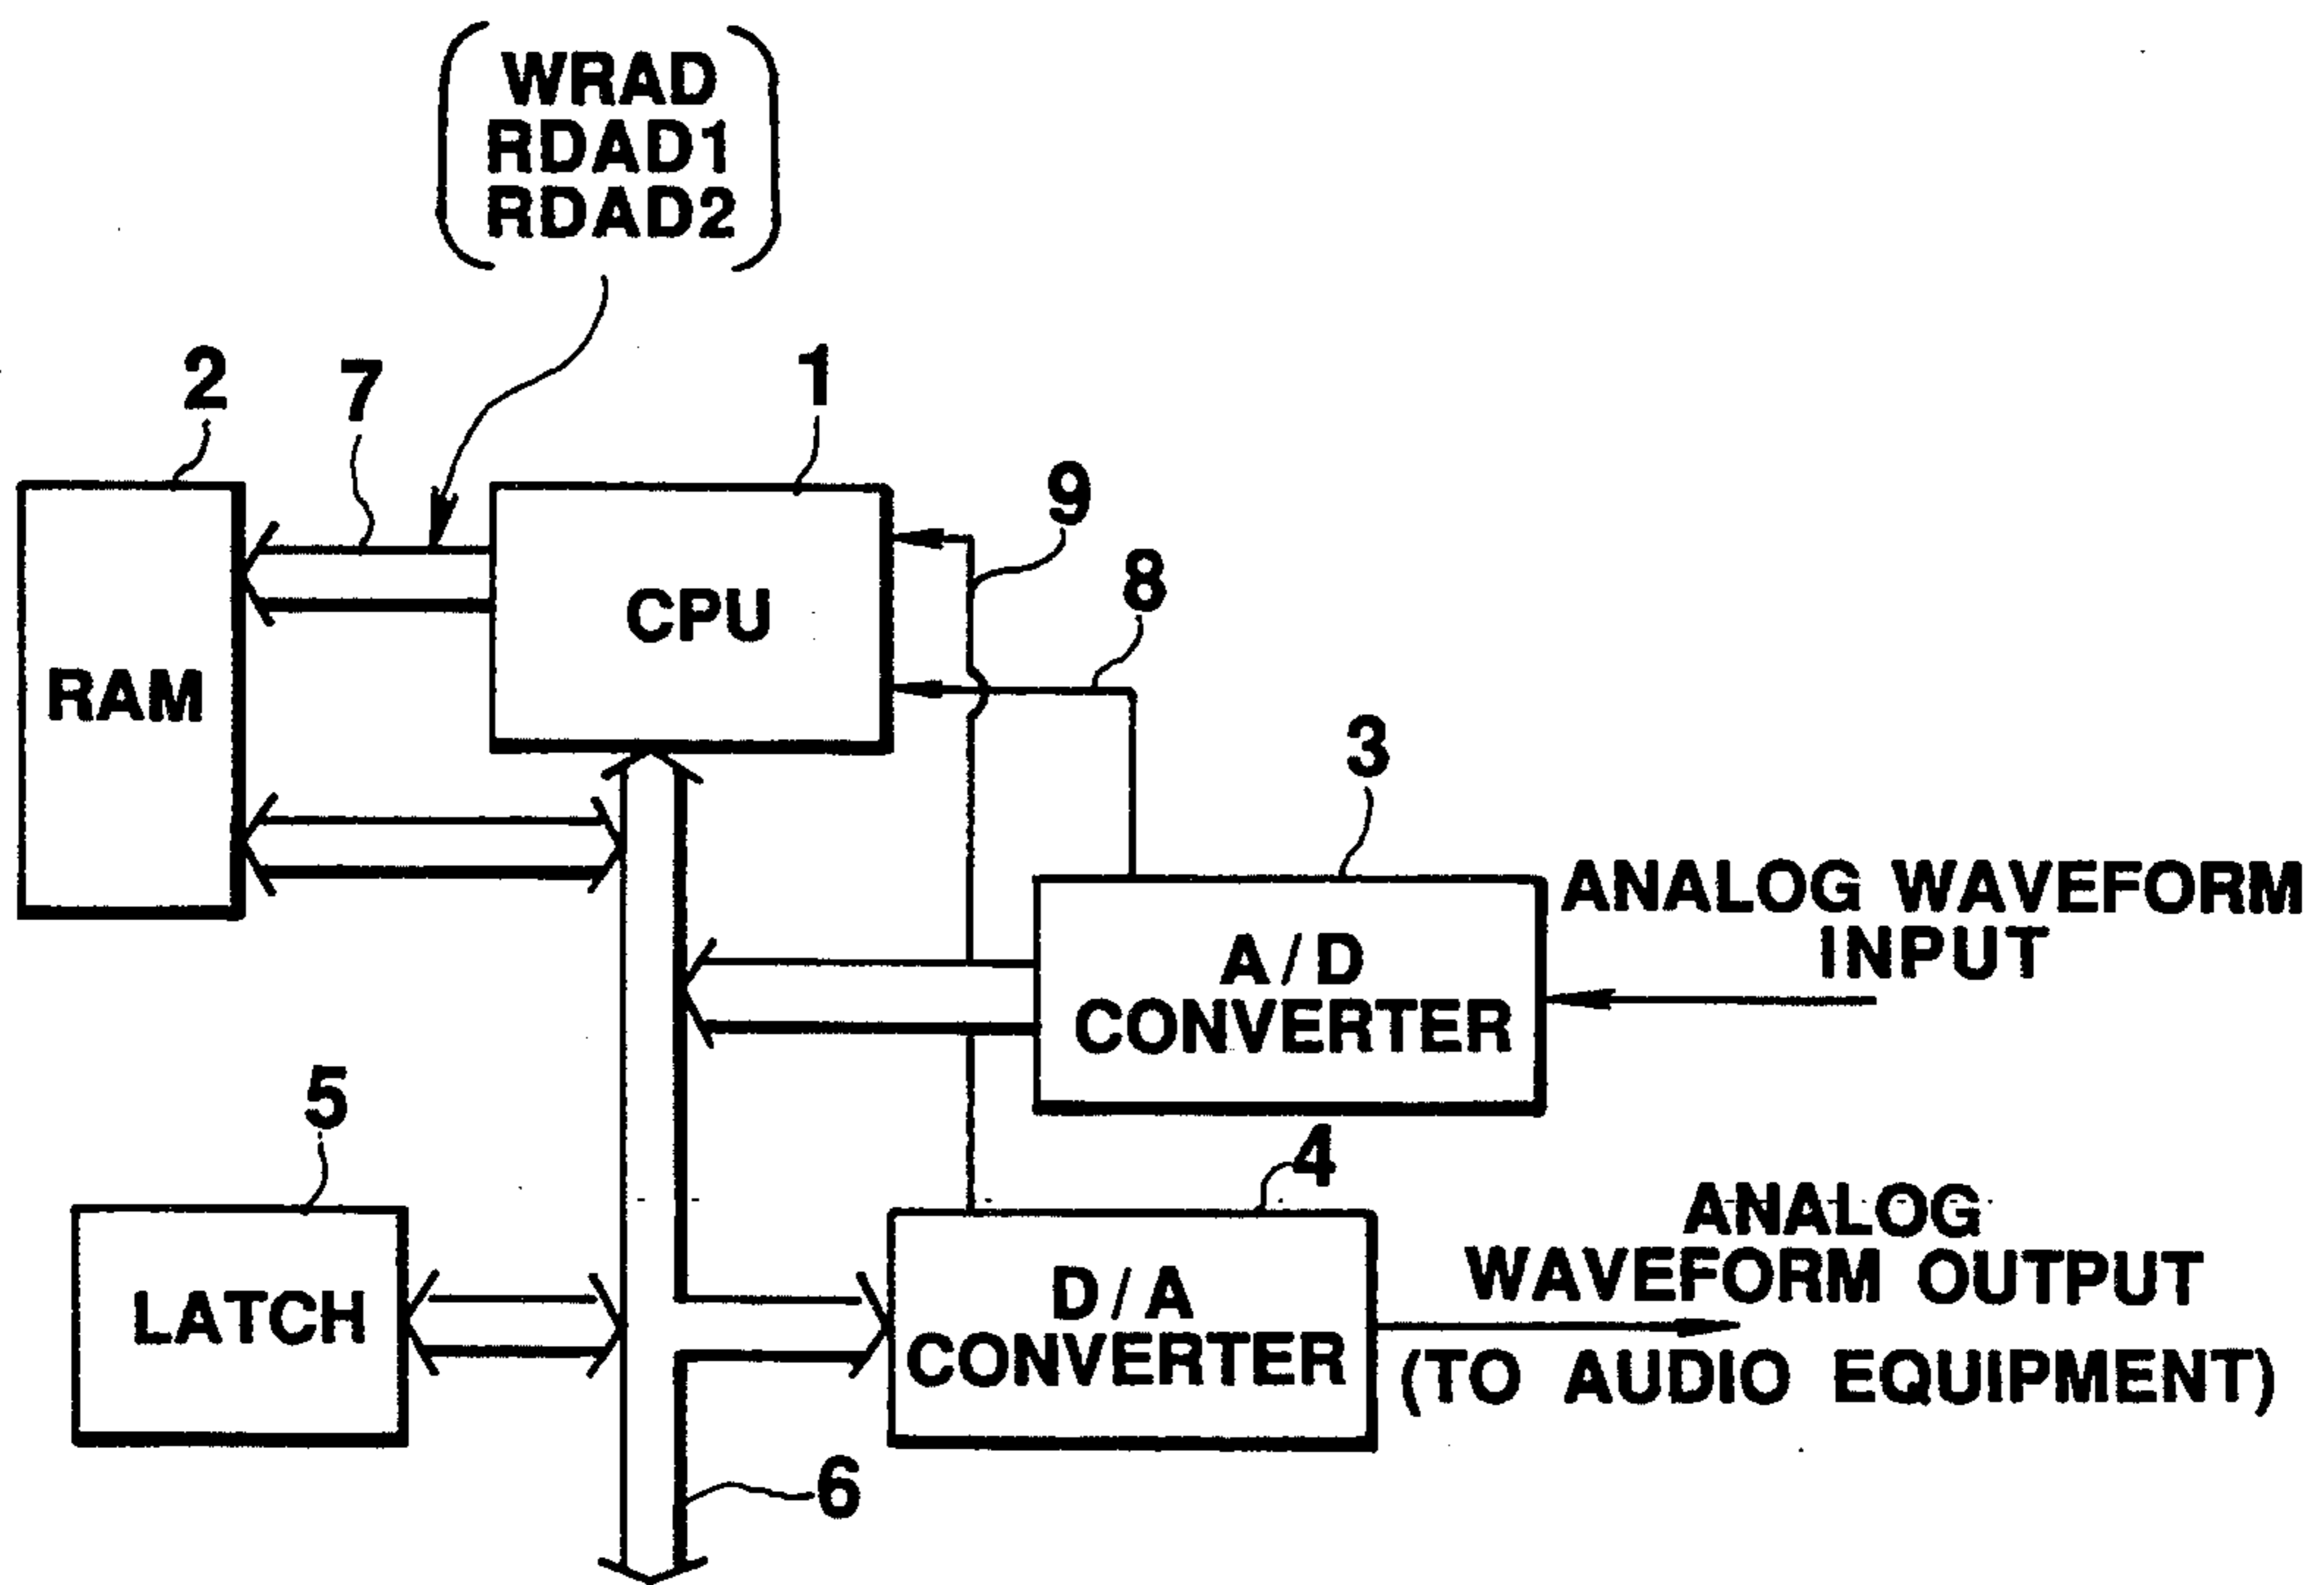 WRAD
RDAD1
RDAD2
2
7
1
9
8
CPU
RAM
3
ANALOG WAVEFORM
INPUT
A/D
CONVERTER
5
4
ANALOG
WAVEFORM OUTPUT
(TO AUDIO EQUIPMENT)
LATCH
D/A
CONVERTER
6